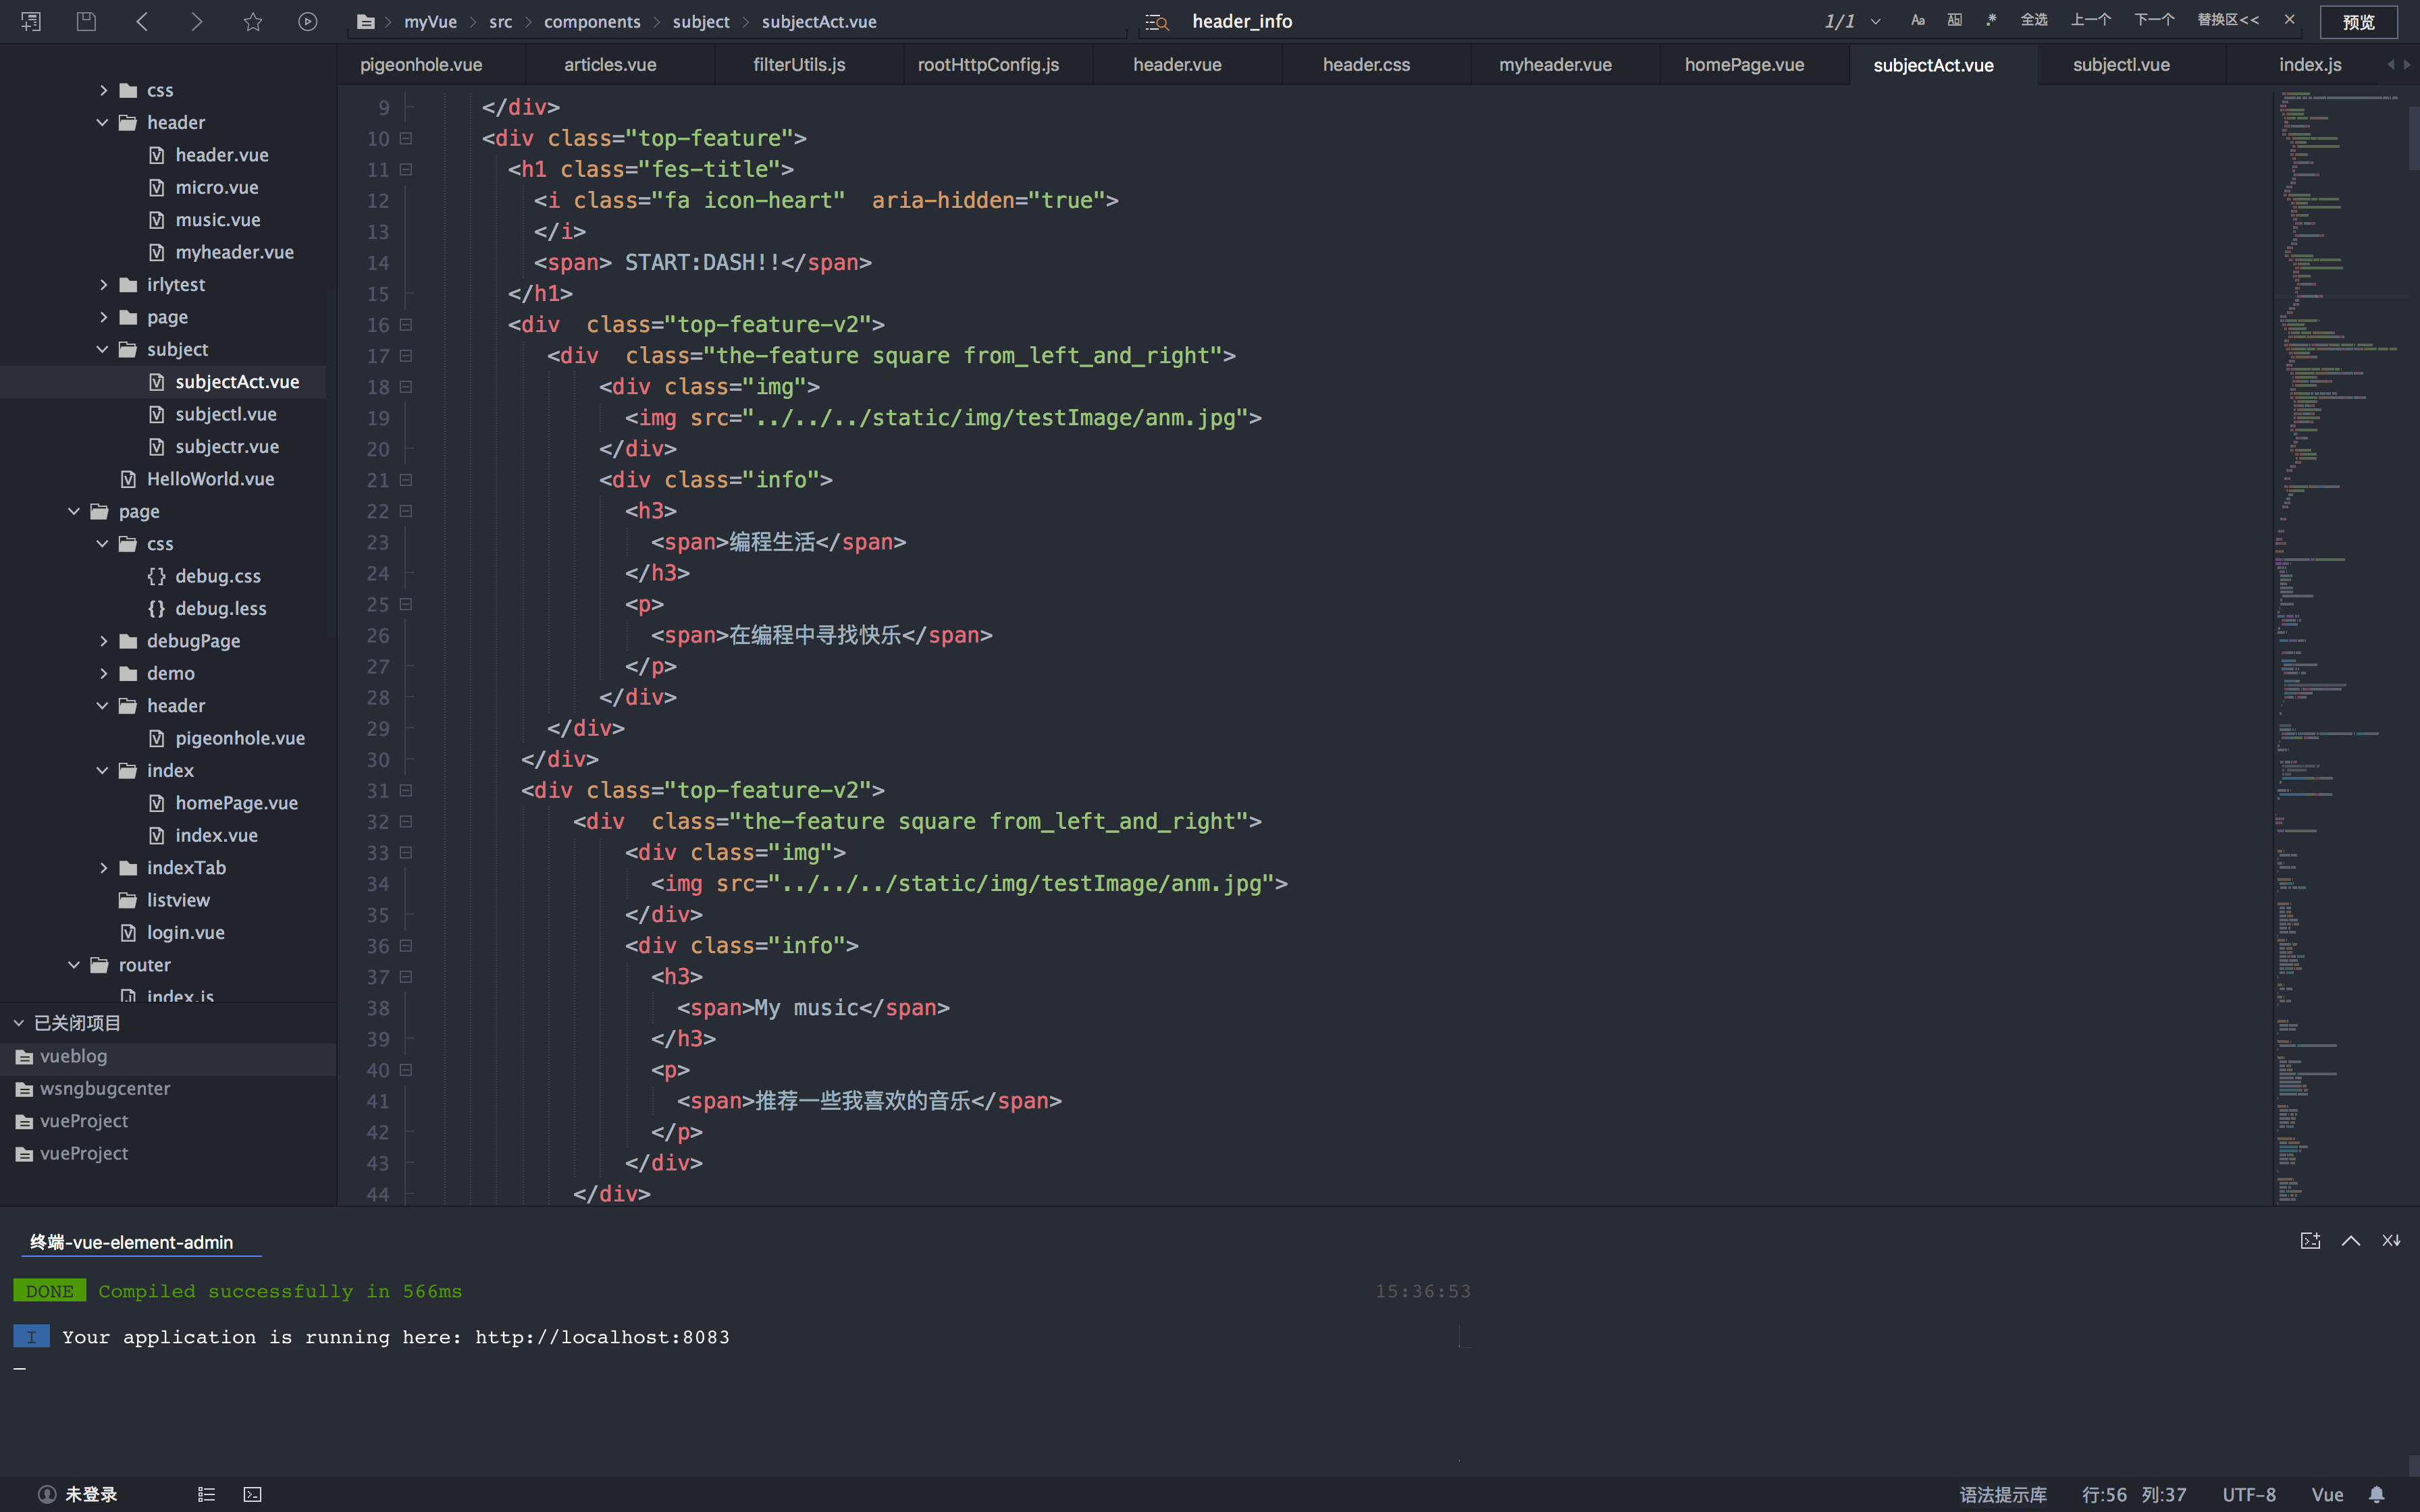 myVue src components subject subjectAct.vue
header_info 1/1 Aa 全选 上一个 下一个 替换区<< 预览
pigeonhole.vue articles.vue filterUtils.js rootHttpConfig.js header.vue header.css myheader.vue homePage.vue subjectAct.vue subjectl.vue index.js
css
header
header.vue
micro.vue
music.vue
myheader.vue
irlytest
page
subject
subjectAct.vue
subjectl.vue
subjectr.vue
HelloWorld.vue
page
css
debug.css
debug.less
debugPage
demo
header
pigeonhole.vue
index
homePage.vue
index.vue
indexTab
listview
login.vue
router
index.js
已关闭项目
vueblog
wsngbugcenter
vueProject
vueProject
9 </div>
10 <div class="top-feature">
11 <h1 class="fes-title">
12 <i class="fa icon-heart"  aria-hidden="true">
13 </i>
14 <span> START:DASH!!</span>
15 </h1>
16 <div  class="top-feature-v2">
17 <div  class="the-feature square from_left_and_right">
18 <div class="img">
19 <img src="../../../static/img/testImage/anm.jpg">
20 </div>
21 <div class="info">
22 <h3>
23 <span>编程生活</span>
24 </h3>
25 <p>
26 <span>在编程中寻找快乐</span>
27 </p>
28 </div>
29 </div>
30 </div>
31 <div class="top-feature-v2">
32 <div  class="the-feature square from_left_and_right">
33 <div class="img">
34 <img src="../../../static/img/testImage/anm.jpg">
35 </div>
36 <div class="info">
37 <h3>
38 <span>My music</span>
39 </h3>
40 <p>
41 <span>推荐一些我喜欢的音乐</span>
42 </p>
43 </div>
44 </div>
终端-vue-element-admin
DONE Compiled successfully in 566ms 15:36:53
I Your application is running here: http://localhost:8083
未登录 语法提示库 行:56 列:37 UTF-8 Vue